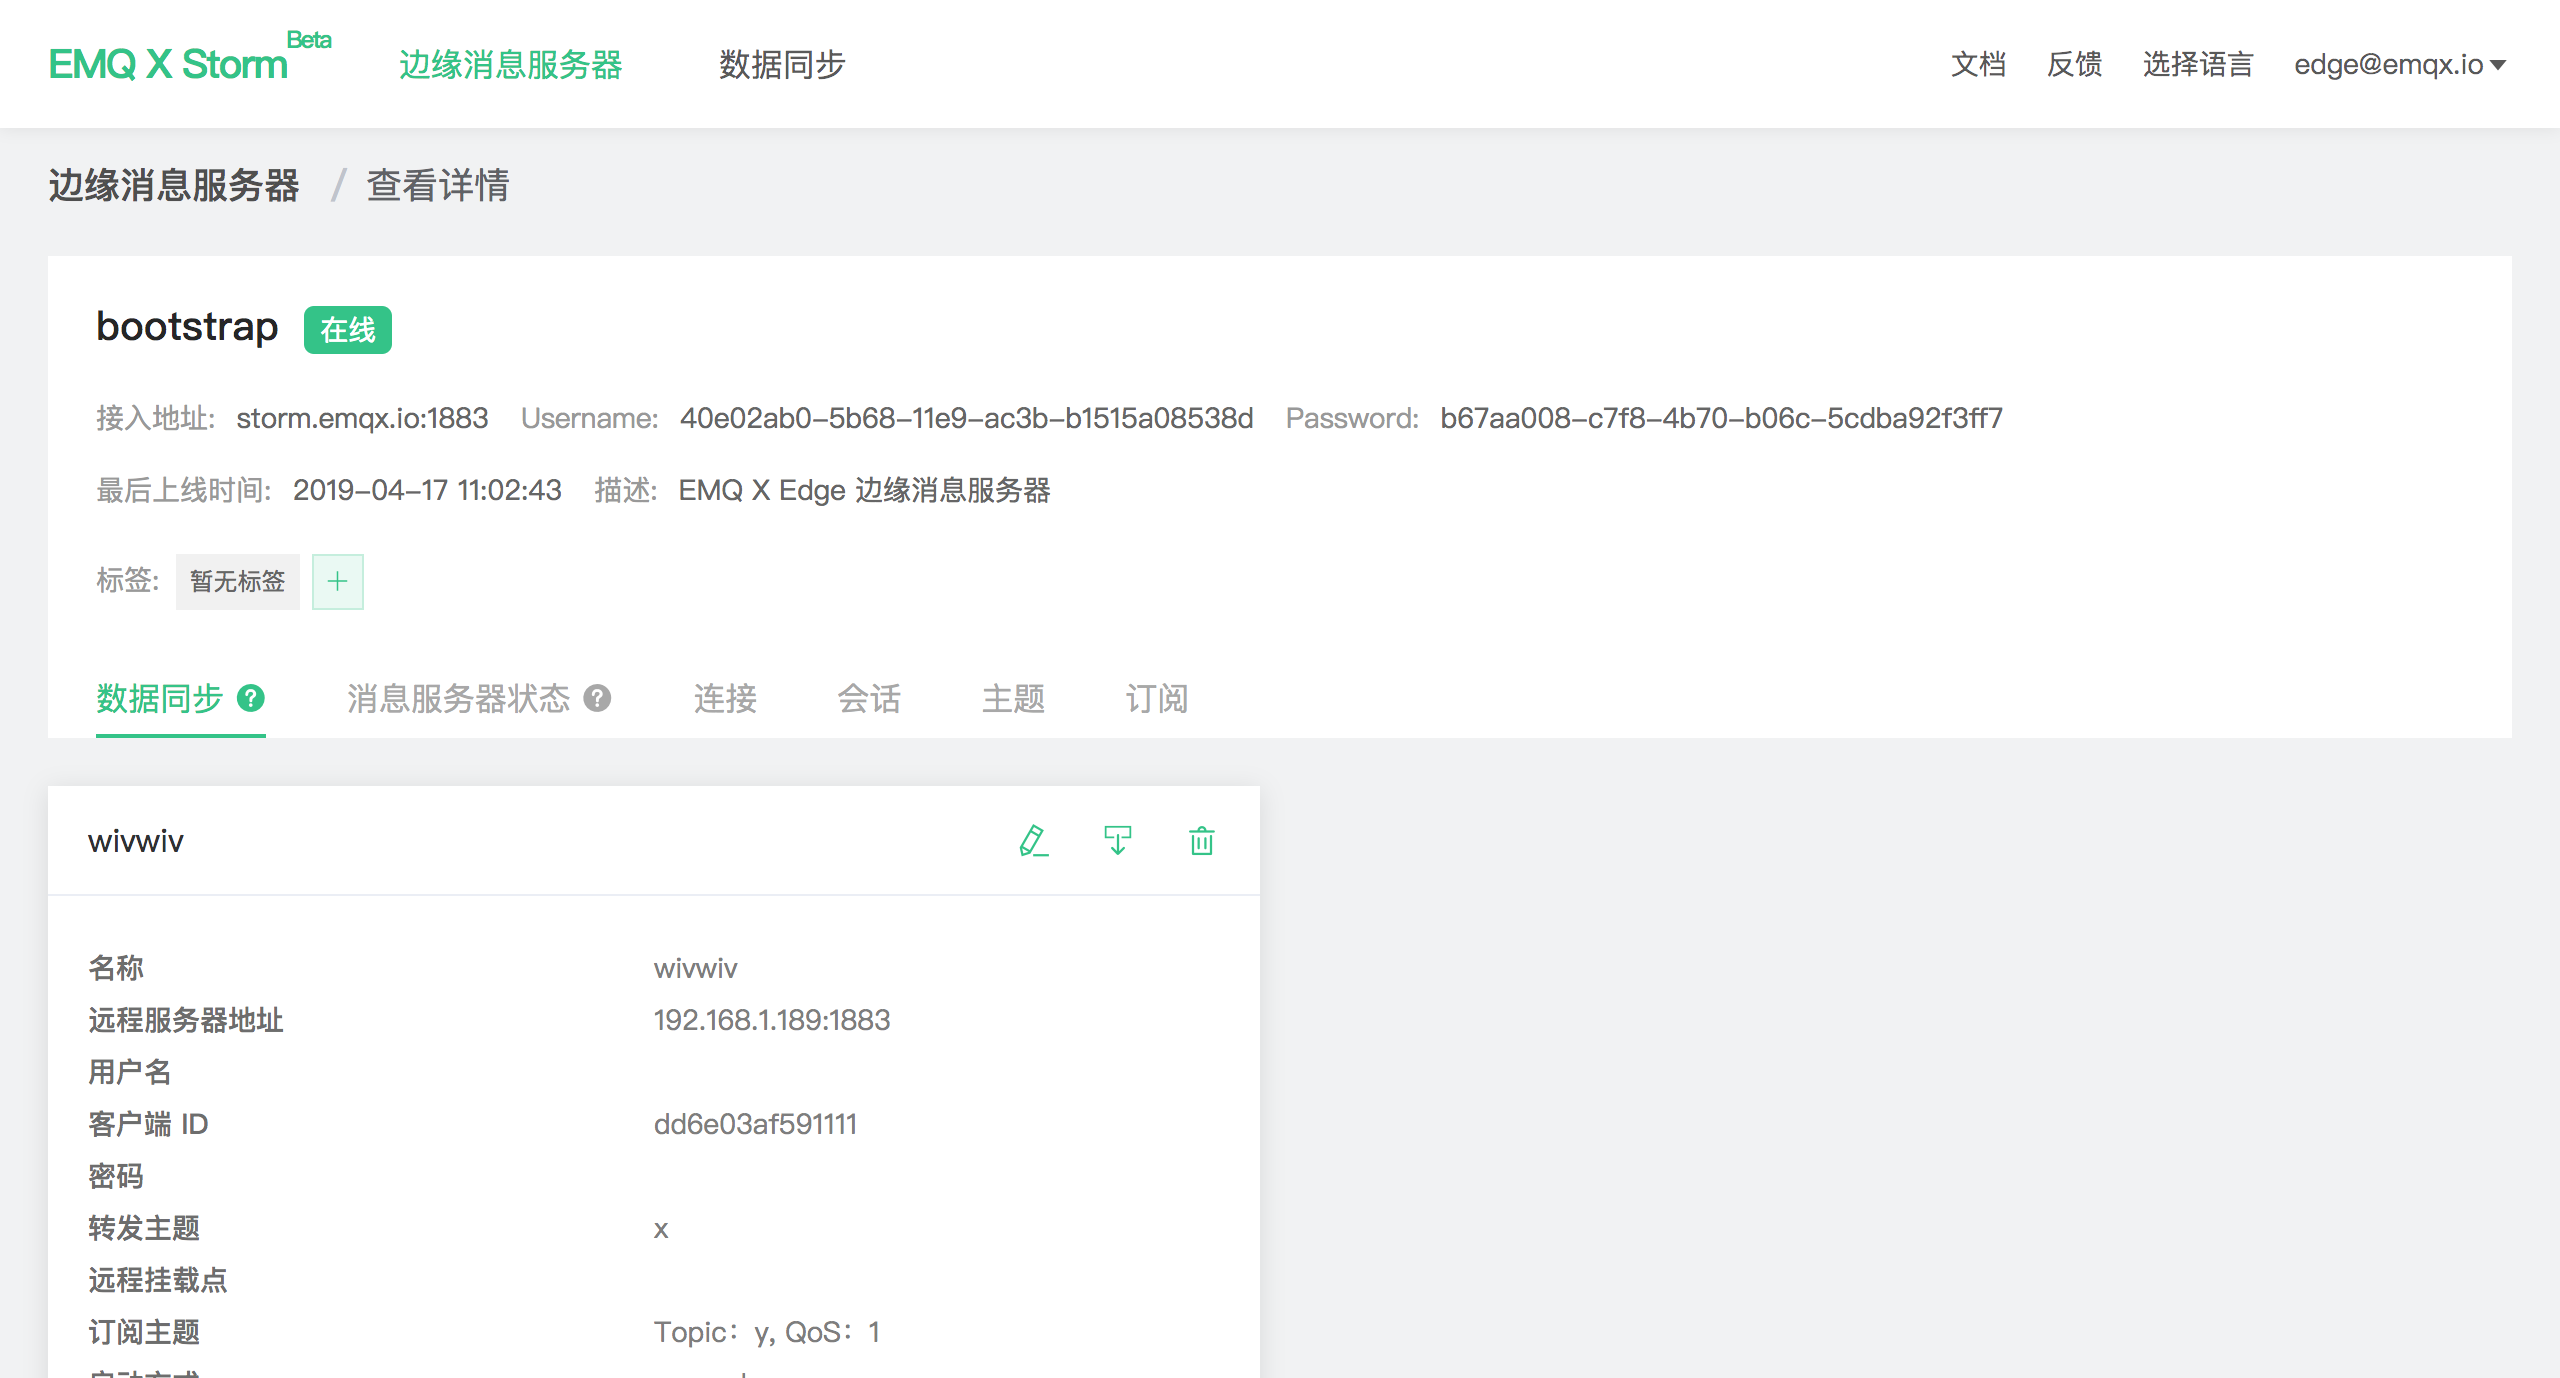 EMQ X Storm Beta 边缘消息服务器 数据同步 文档 反馈 选择语言 edge@emqx.io
边缘消息服务器 / 查看详情
bootstrap 在线
接入地址: storm.emqx.io:1883 Username: 40e02ab0-5b68-11e9-ac3b-b1515a08538d Password: b67aa008-c7f8-4b70-b06c-5cdba92f3ff7
最后上线时间: 2019-04-17 11:02:43 描述: EMQ X Edge 边缘消息服务器
标签: 暂无标签 +
数据同步 ? 消息服务器状态 ? 连接 会话 主题 订阅
wivwiv
名称 wivwiv
远程服务器地址 192.168.1.189:1883
用户名
客户端 ID dd6e03af591111
密码
转发主题 x
远程挂载点
订阅主题 Topic：y, QoS：1